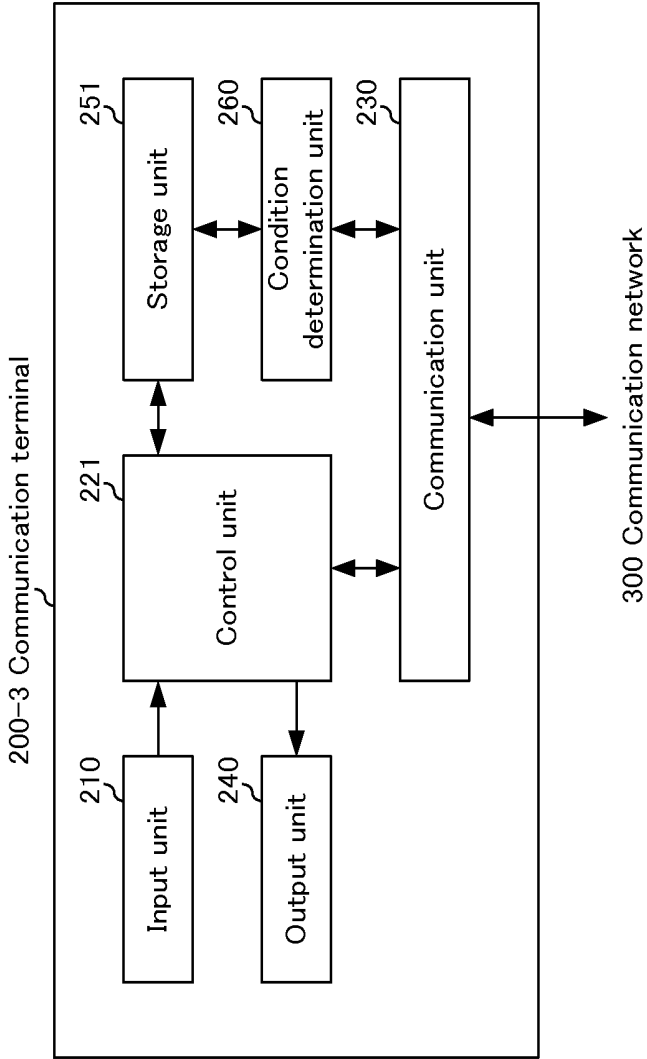 200-3 Communication terminal
210
Input unit
221
Control unit
251
Storage unit
240
Output unit
260
Condition
determination unit
230
Communication unit
300 Communication network